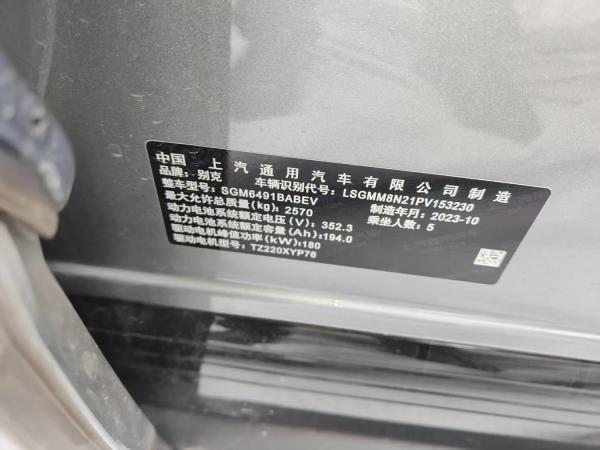 中国 上汽通用汽车有限公司 制造
品牌: 别克 车辆识别代号: LSGMM8N21PV153230
整车型号: SGM6491BABEV 制造年月: 2023-10
最大允许总质量(kg): 2570 乘坐人数: 5
动力电池系统额定电压(V): 352.3
动力电池系统额定容量(Ah): 194.0
驱动电机峰值功率(kW): 180
驱动电机型号: TZ220XYP76